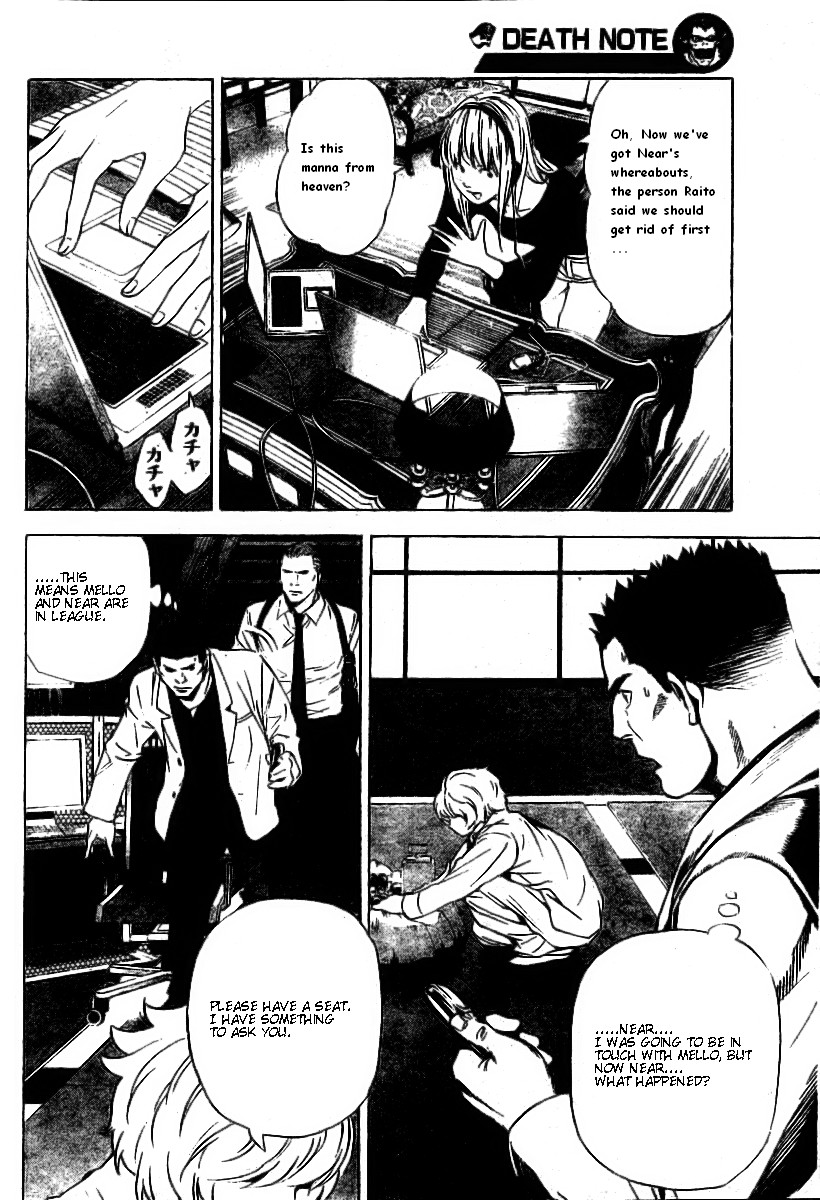 DEATH NOTE
Oh, Now we've
got Near's
whereabouts,
the person Raito
said we should
get rid of first
...
Is this
manna from
heaven?
カチャ
カチャ
.....NEAR....
I WAS GOING TO BE IN
TOUCH WITH MELLO, BUT
NOW NEAR....
WHAT HAPPENED?
.....THIS
MEANS MELLO
AND NEAR ARE
IN LEAGUE.
PLEASE HAVE A SEAT.
I HAVE SOMETHING
TO ASK YOU.